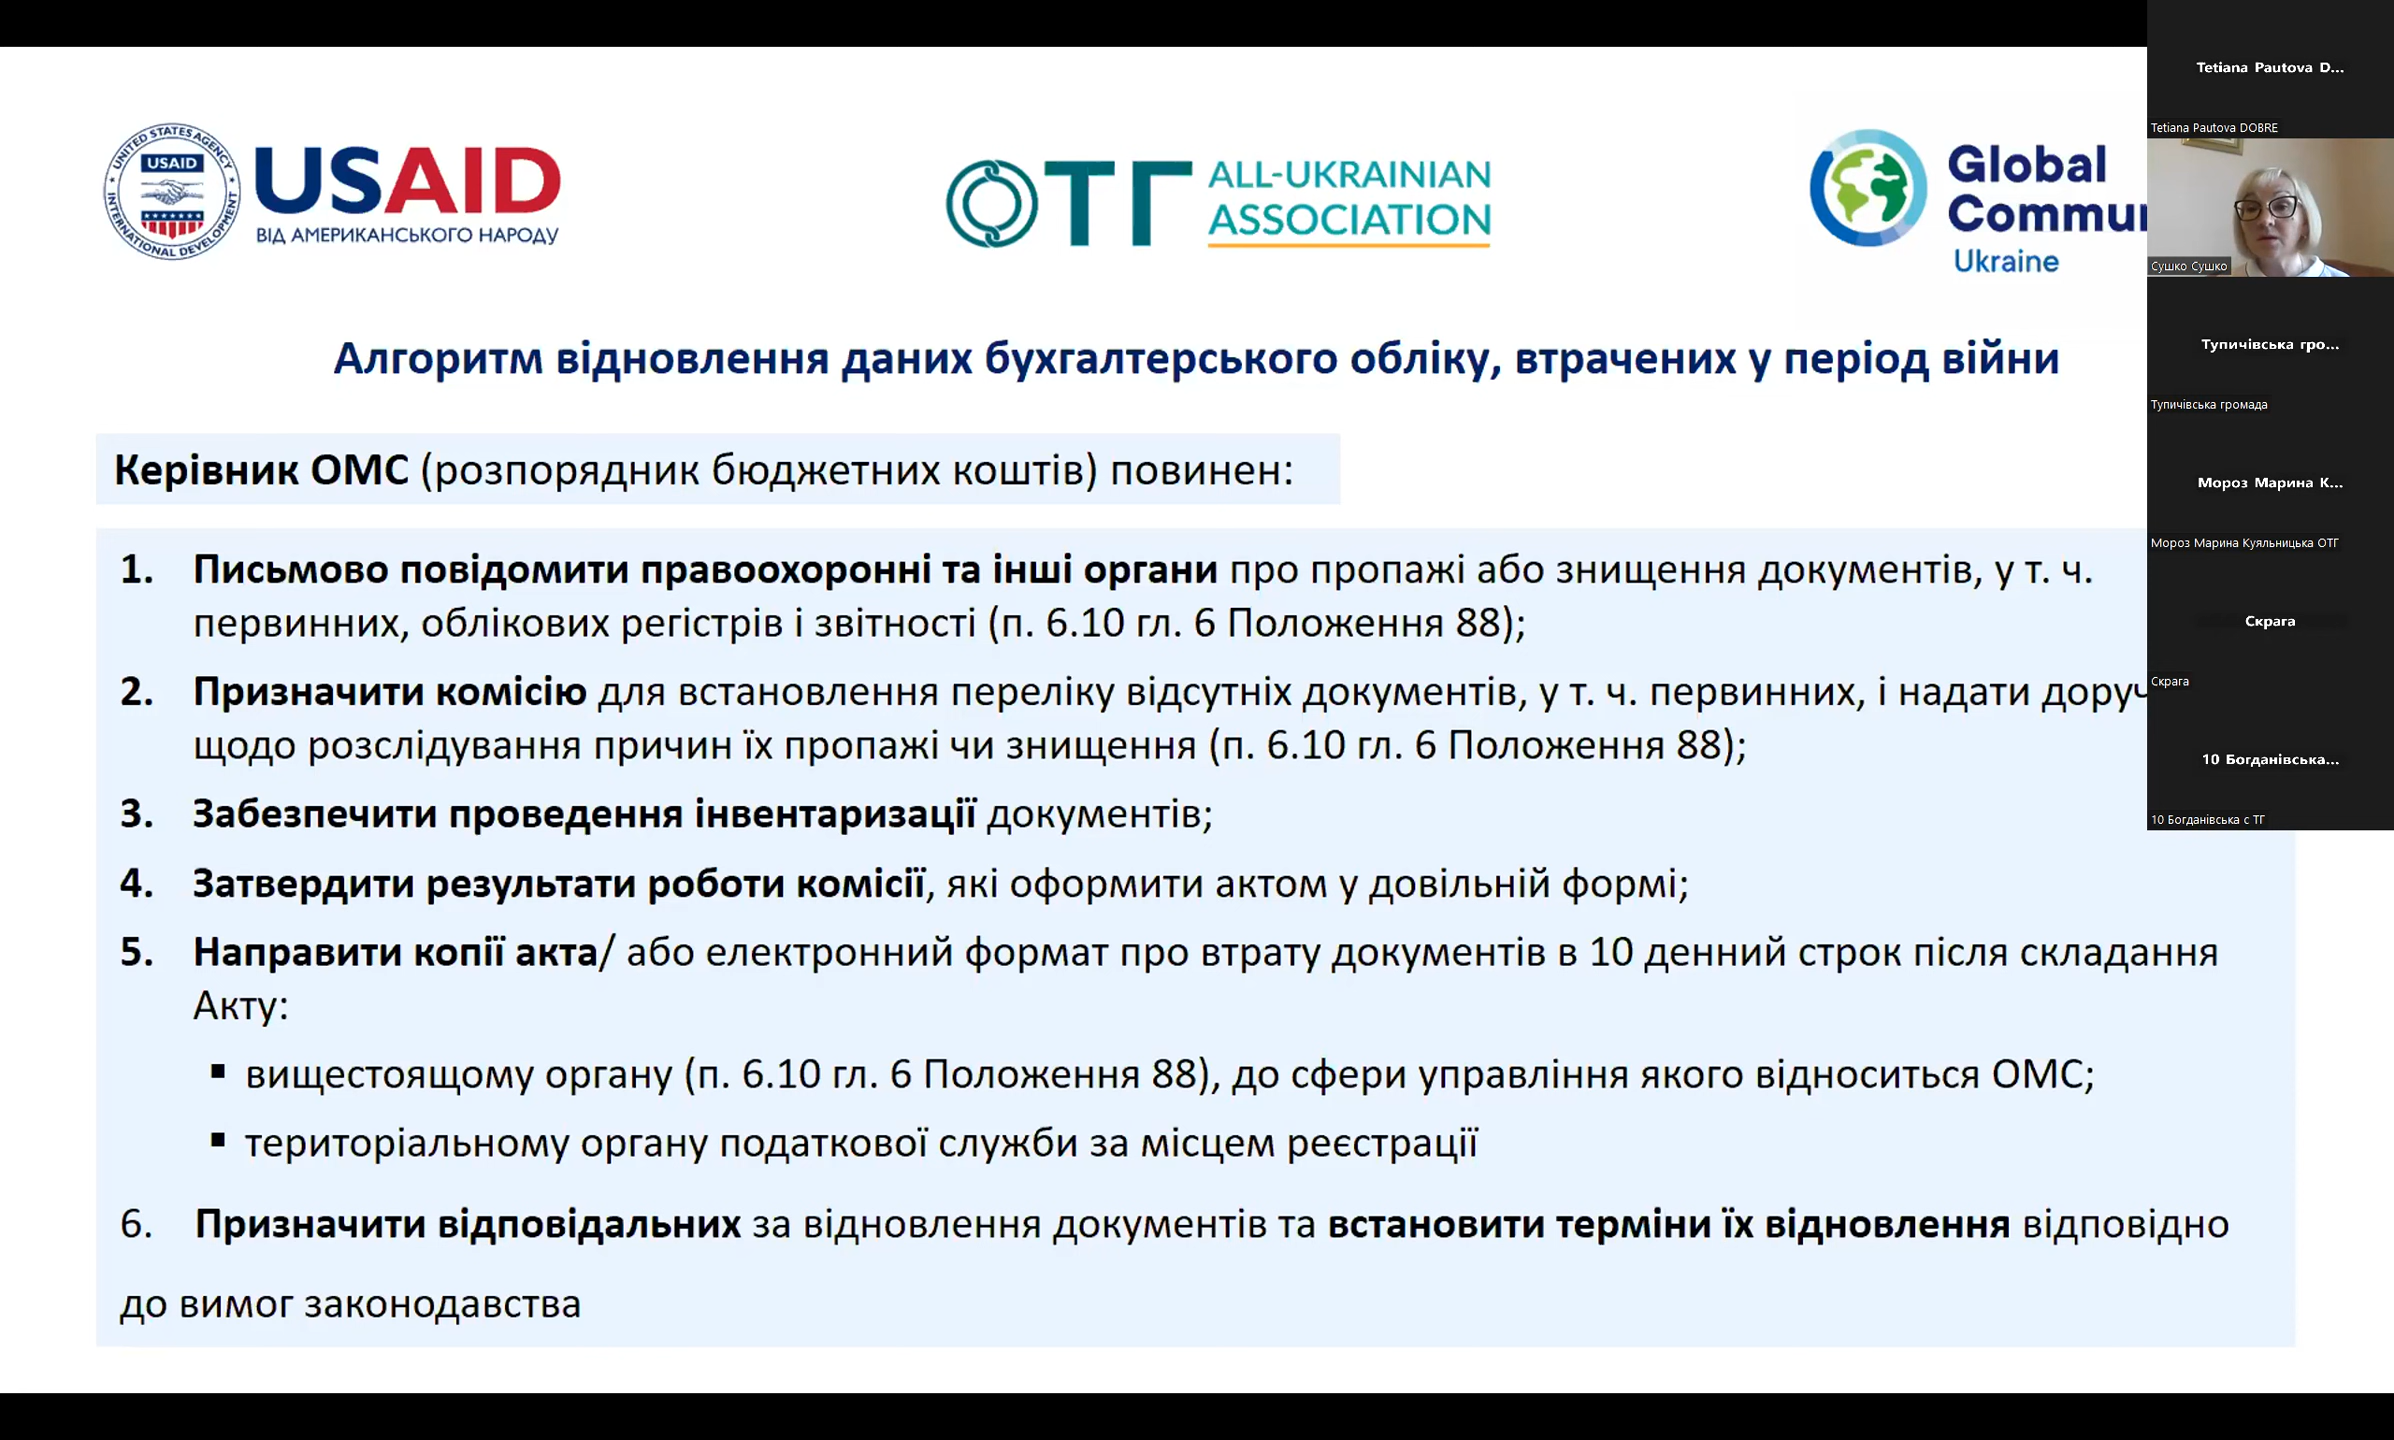 UNITED STATES AGENCY
USAID
INTERNATIONAL DEVELOPMENT
USAID
ВІД АМЕРИКАНСЬКОГО НАРОДУ
ОТГ ALL-UKRAINIAN
ASSOCIATION
Global
Commu
Ukraine
Алгоритм відновлення даних бухгалтерського обліку, втрачених у період війни
Керівник ОМС (розпорядник бюджетних коштів) повинен:
1. Письмово повідомити правоохоронні та інші органи про пропажі або знищення документів, у т. ч.
первинних, облікових регістрів і звітності (п. 6.10 гл. 6 Положення 88);
2. Призначити комісію для встановлення переліку відсутніх документів, у т. ч. первинних, і надати доруч
щодо розслідування причин їх пропажі чи знищення (п. 6.10 гл. 6 Положення 88);
3. Забезпечити проведення інвентаризації документів;
4. Затвердити результати роботи комісії, які оформити актом у довільній формі;
5. Направити копії акта/ або електронний формат про втрату документів в 10 денний строк після складання
Акту:
▪ вищестоящому органу (п. 6.10 гл. 6 Положення 88), до сфери управління якого відноситься ОМС;
▪ територіальному органу податкової служби за місцем реєстрації
6. Призначити відповідальних за відновлення документів та встановити терміни їх відновлення відповідно
до вимог законодавства
Tetiana Pautova D...
Tetiana Pautova DOBRE
Сушко Сушко
Тупичівська гро...
Тупичівська громада
Мороз Марина К...
Мороз Марина Куяльницька ОТГ
Скрага
Скрага
10 Богданівська...
10 Богданівська с ТГ